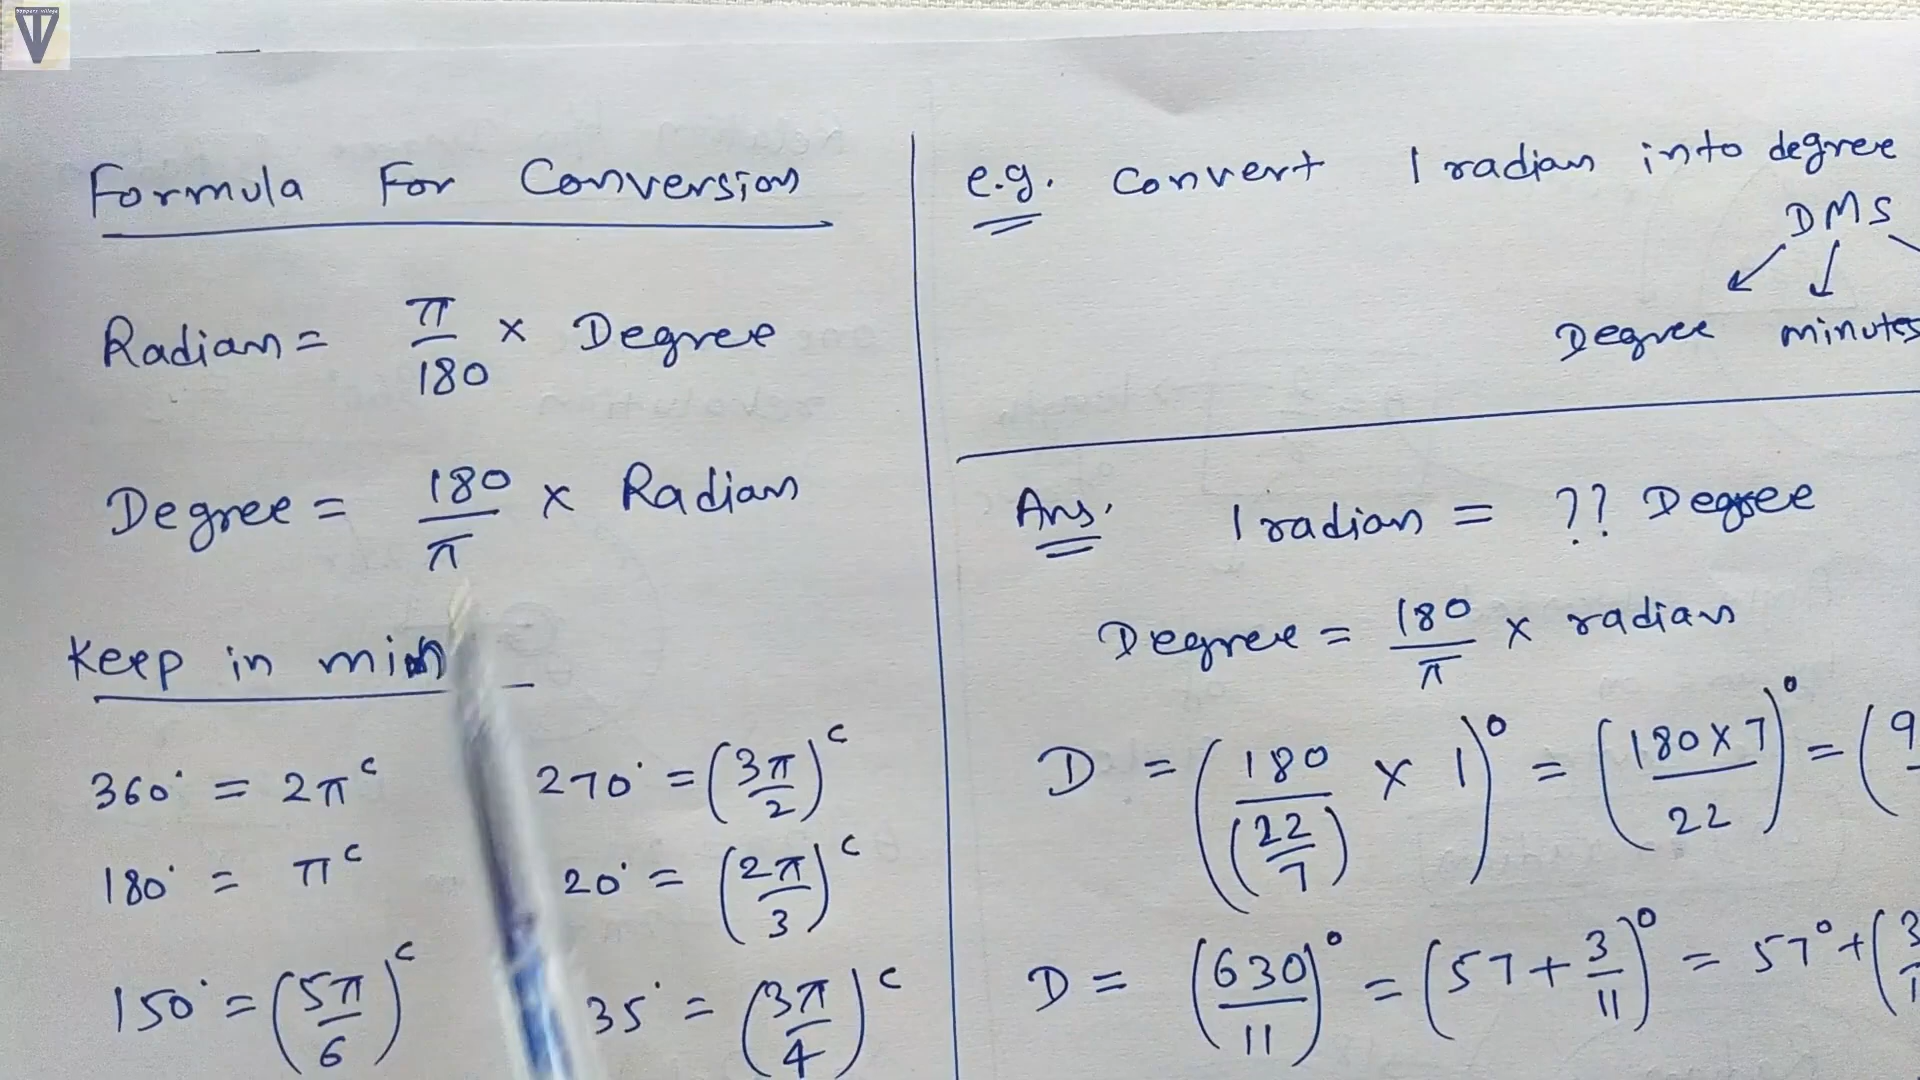 Formula For Conversion
Radian = π/180 × Degree
Degree = 180/π × Radian
Keep in min
360° = 2π^c
270° = (3π/2)^c
180° = π^c
20° = (2π/3)^c
150° = (5π/6)^c
35° = (3π/4)^c
e.g. Convert 1 radian into degree
DMS
Degree minutes
Ans. 1 radian = ?? Degree
Degree = 180/π × radian
D = (180/(22/7) × 1)° = (180×7/22)° = (9
D = (630/11)° = (57 + 3/11)° = 57° + (3/1